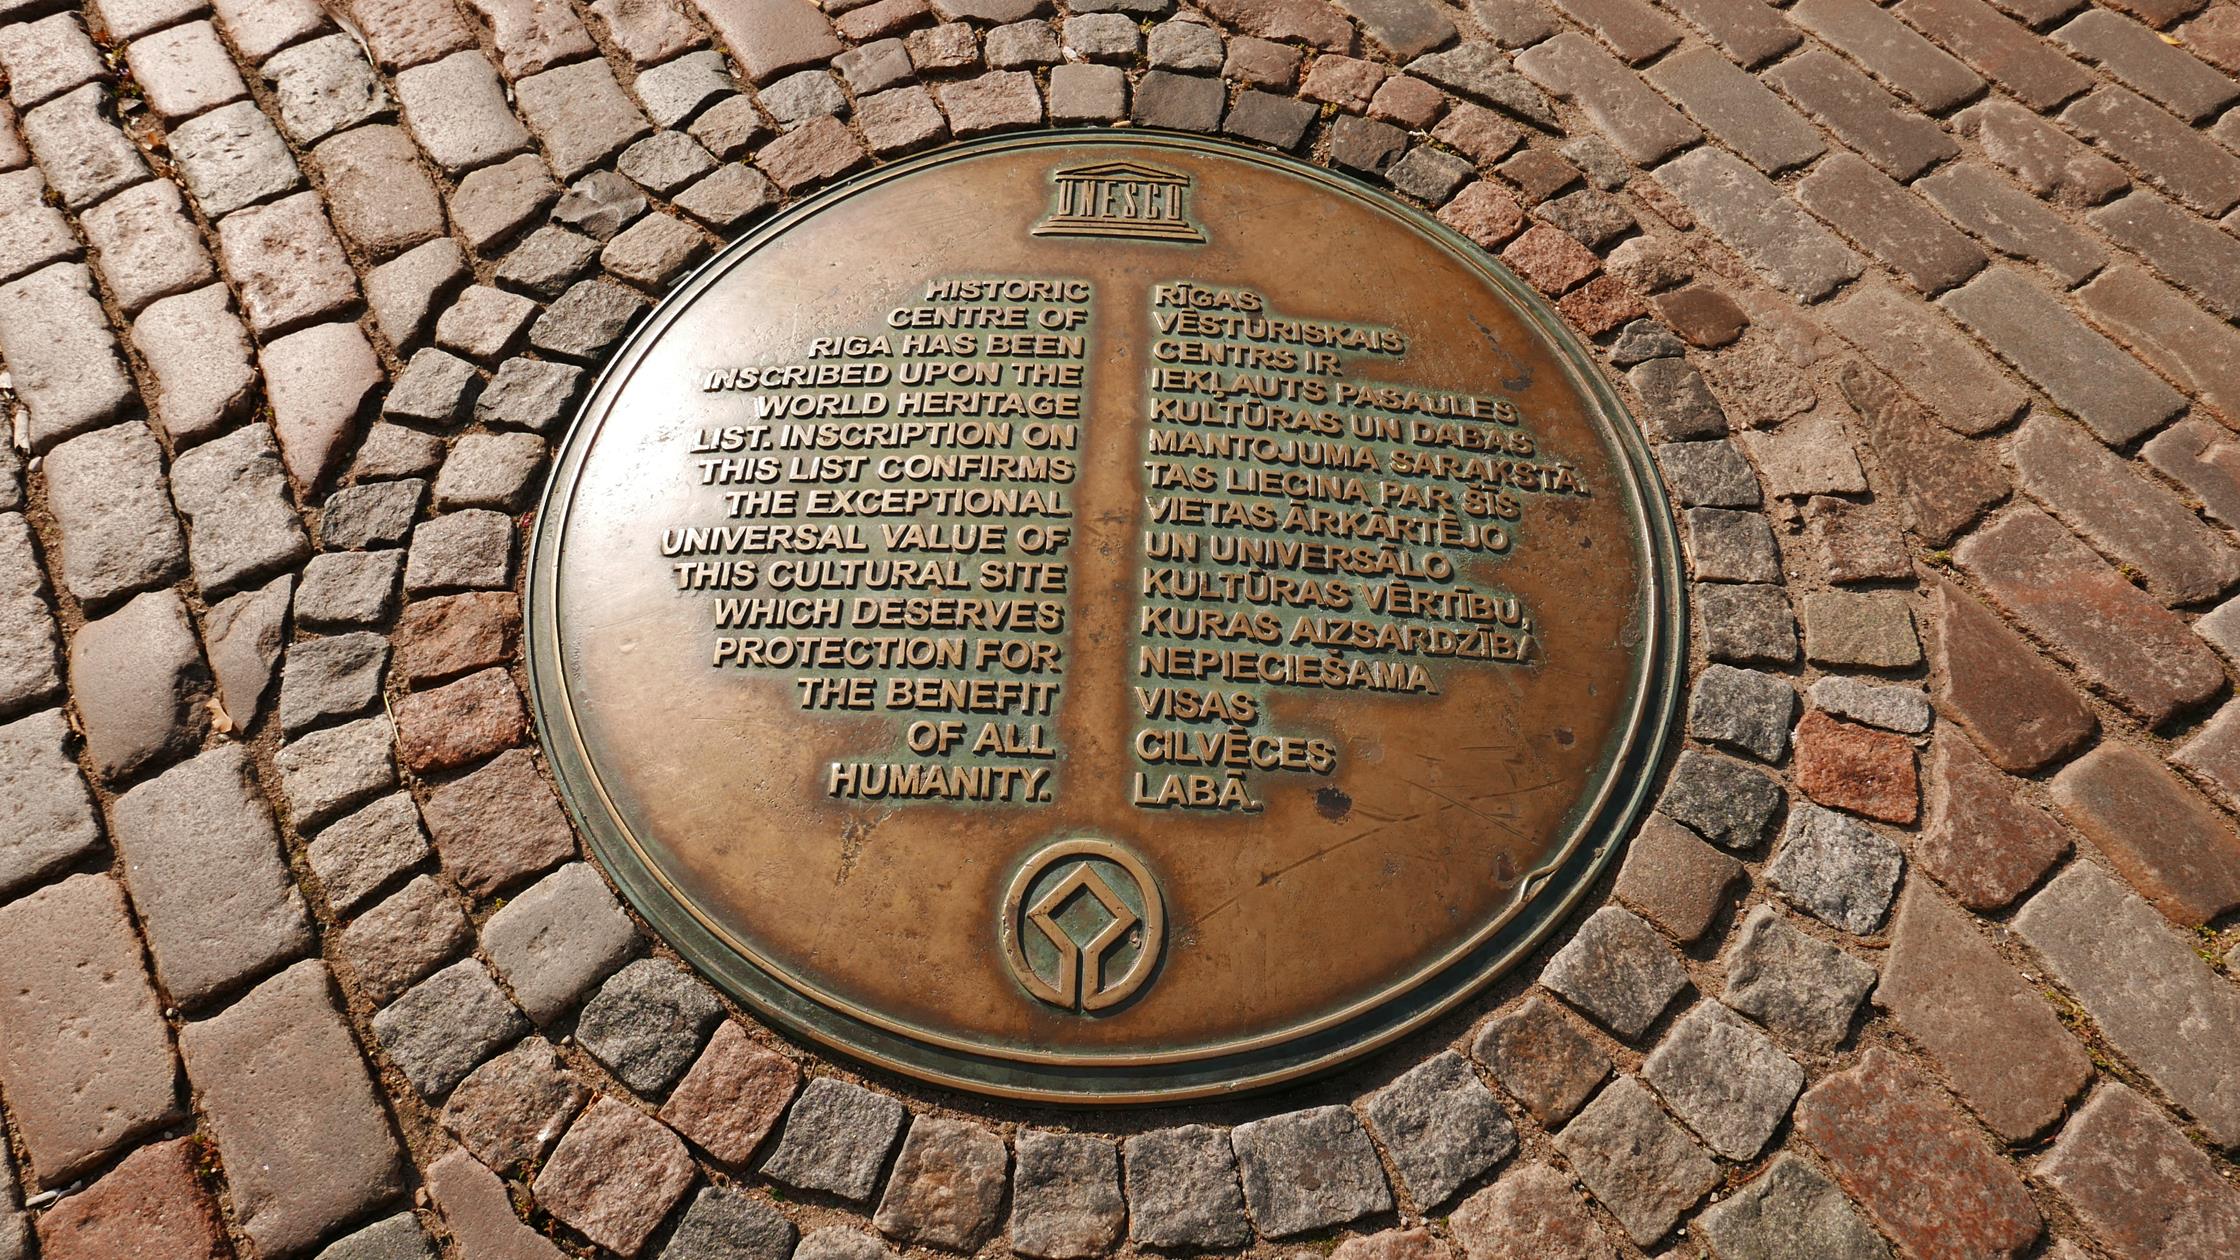 UNESCO
HISTORIC
CENTRE OF
RIGA HAS BEEN
INSCRIBED UPON THE
WORLD HERITAGE
LIST. INSCRIPTION ON
THIS LIST CONFIRMS
THE EXCEPTIONAL
UNIVERSAL VALUE OF
THIS CULTURAL SITE
WHICH DESERVES
PROTECTION FOR
THE BENEFIT
OF ALL
HUMANITY.
RĪGAS
VĒSTURISKAIS
CENTRS IR
IEKĻAUTS PASAULES
KULTŪRAS UN DABAS
MANTOJUMA SARAKSTĀ.
TAS LIECINA PAR ŠĪS
VIETAS ĀRKĀRTĒJO
UN UNIVERSĀLO
KULTŪRAS VĒRTĪBU,
KURAS AIZSARDZĪBA
NEPIECIEŠAMA
VISAS
CILVĒCES
LABĀ.